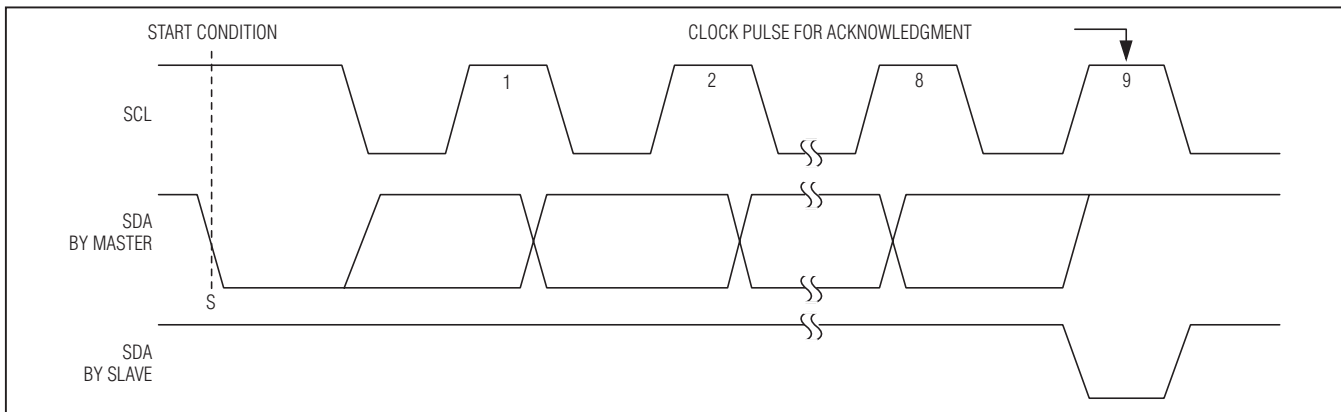 START CONDITION
CLOCK PULSE FOR ACKNOWLEDGMENT
SCL
1
2
8
9
SDA
BY MASTER
S
SDA
BY SLAVE